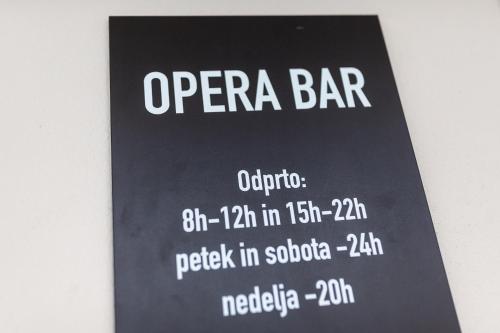 OPERA BAR
Odprto:
8h-12h in 15h-22h
petek in sobota -24h
nedelja -20h